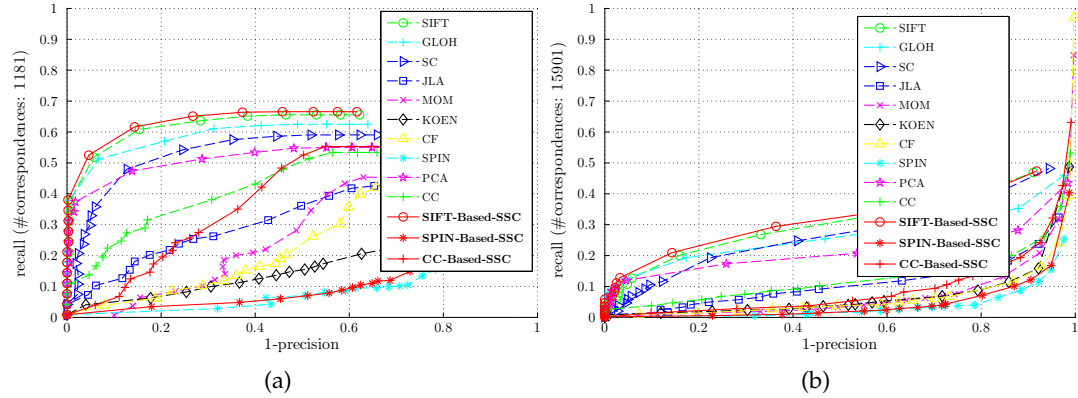 1
0.9
0.8
0.7
0.6
0.5
0.4
0.3
0.2
0.1
0
0 0.2 0.4 0.6 0.8 1
recall (#correspondences: 1181)
1-precision
SIFT
GLOH
SC
JLA
MOM
KOEN
CF
SPIN
PCA
CC
SIFT-Based-SSC
SPIN-Based-SSC
CC-Based-SSC
(a)
1
0.9
0.8
0.7
0.6
0.5
0.4
0.3
0.2
0.1
0
0.2 0.4 0.6 0.8 1
recall (#correspondences: 15901)
1-precision
SIFT
GLOH
SC
JLA
MOM
KOEN
CF
SPIN
PCA
CC
SIFT-Based-SSC
SPIN-Based-SSC
CC-Based-SSC
(b)